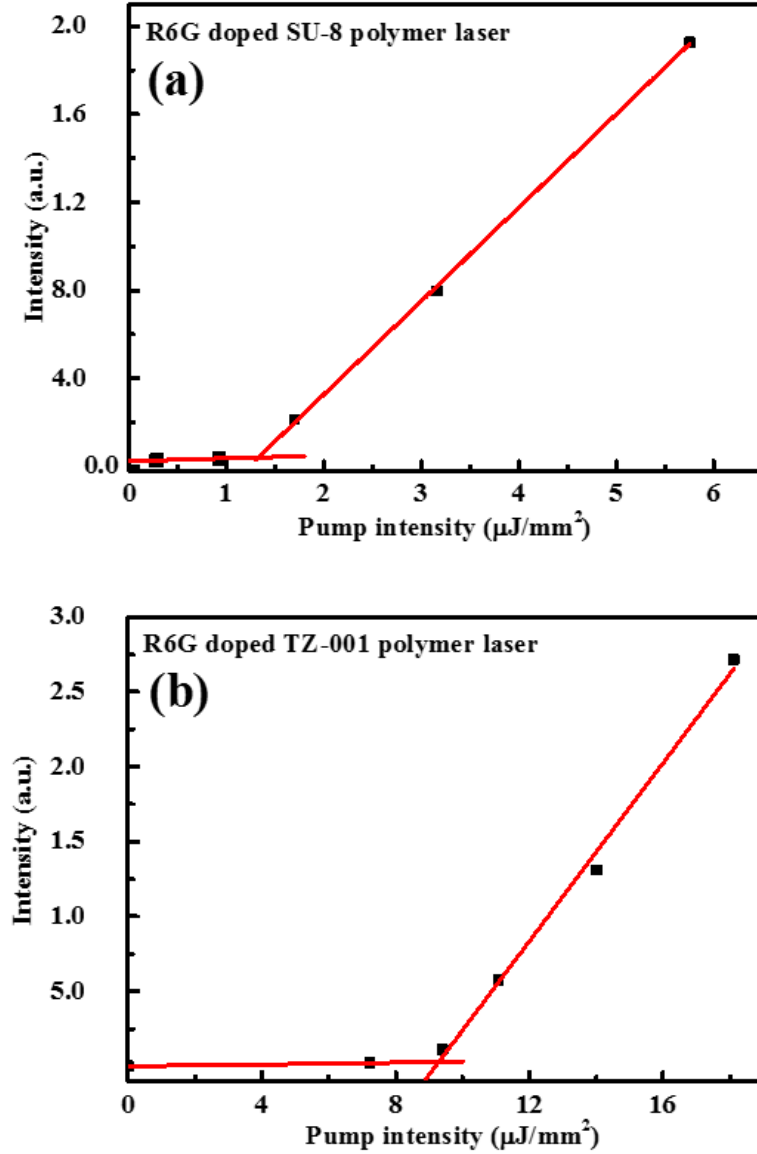 R6G doped SU-8 polymer laser
(a)
2.0
1.6
1.2
8.0
4.0
0.0
Intensity (a.u.)
0 1 2 3 4 5 6
Pump intensity (μJ/mm²)
R6G doped TZ-001 polymer laser
(b)
3.0
2.5
2.0
1.5
1.0
5.0
Intensity (a.u.)
0 4 8 12 16
Pump intensity (μJ/mm²)